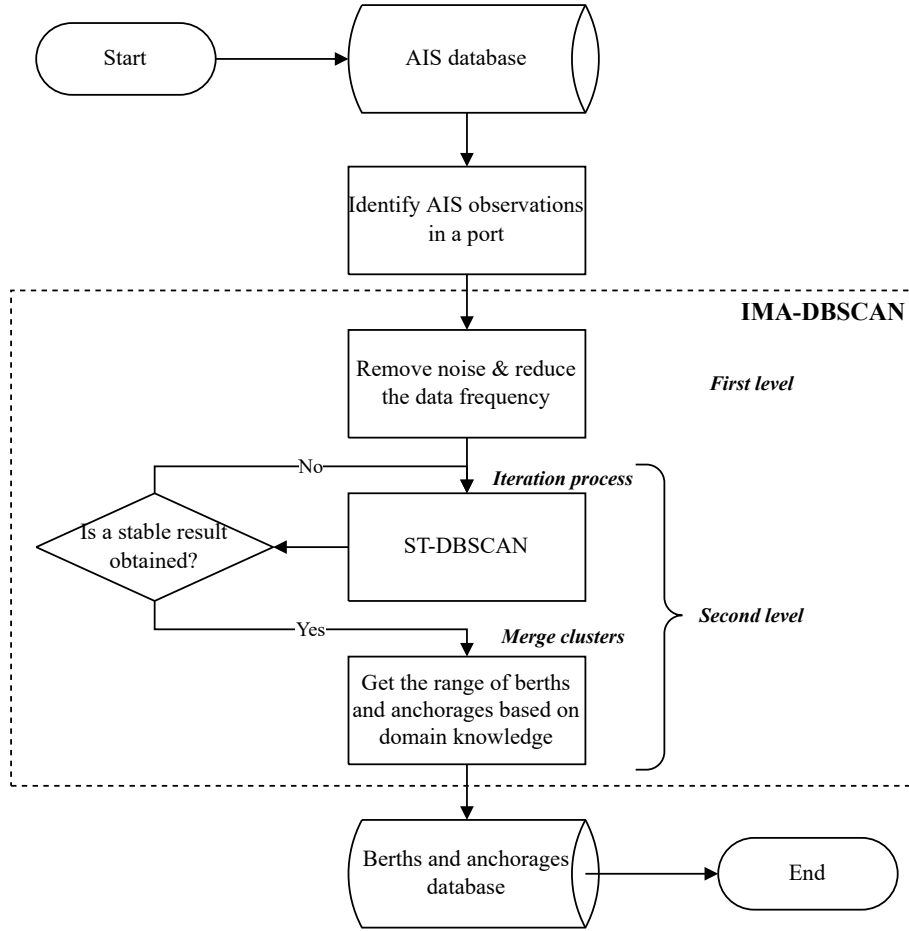 Start
AIS database
Identify AIS observations
in a port
IMA-DBSCAN
Remove noise & reduce
the data frequency
First level
No
Iteration process
Is a stable result
obtained?
ST-DBSCAN
Second level
Yes
Merge clusters
Get the range of berths
and anchorages based on
domain knowledge
Berths and anchorages
database
End